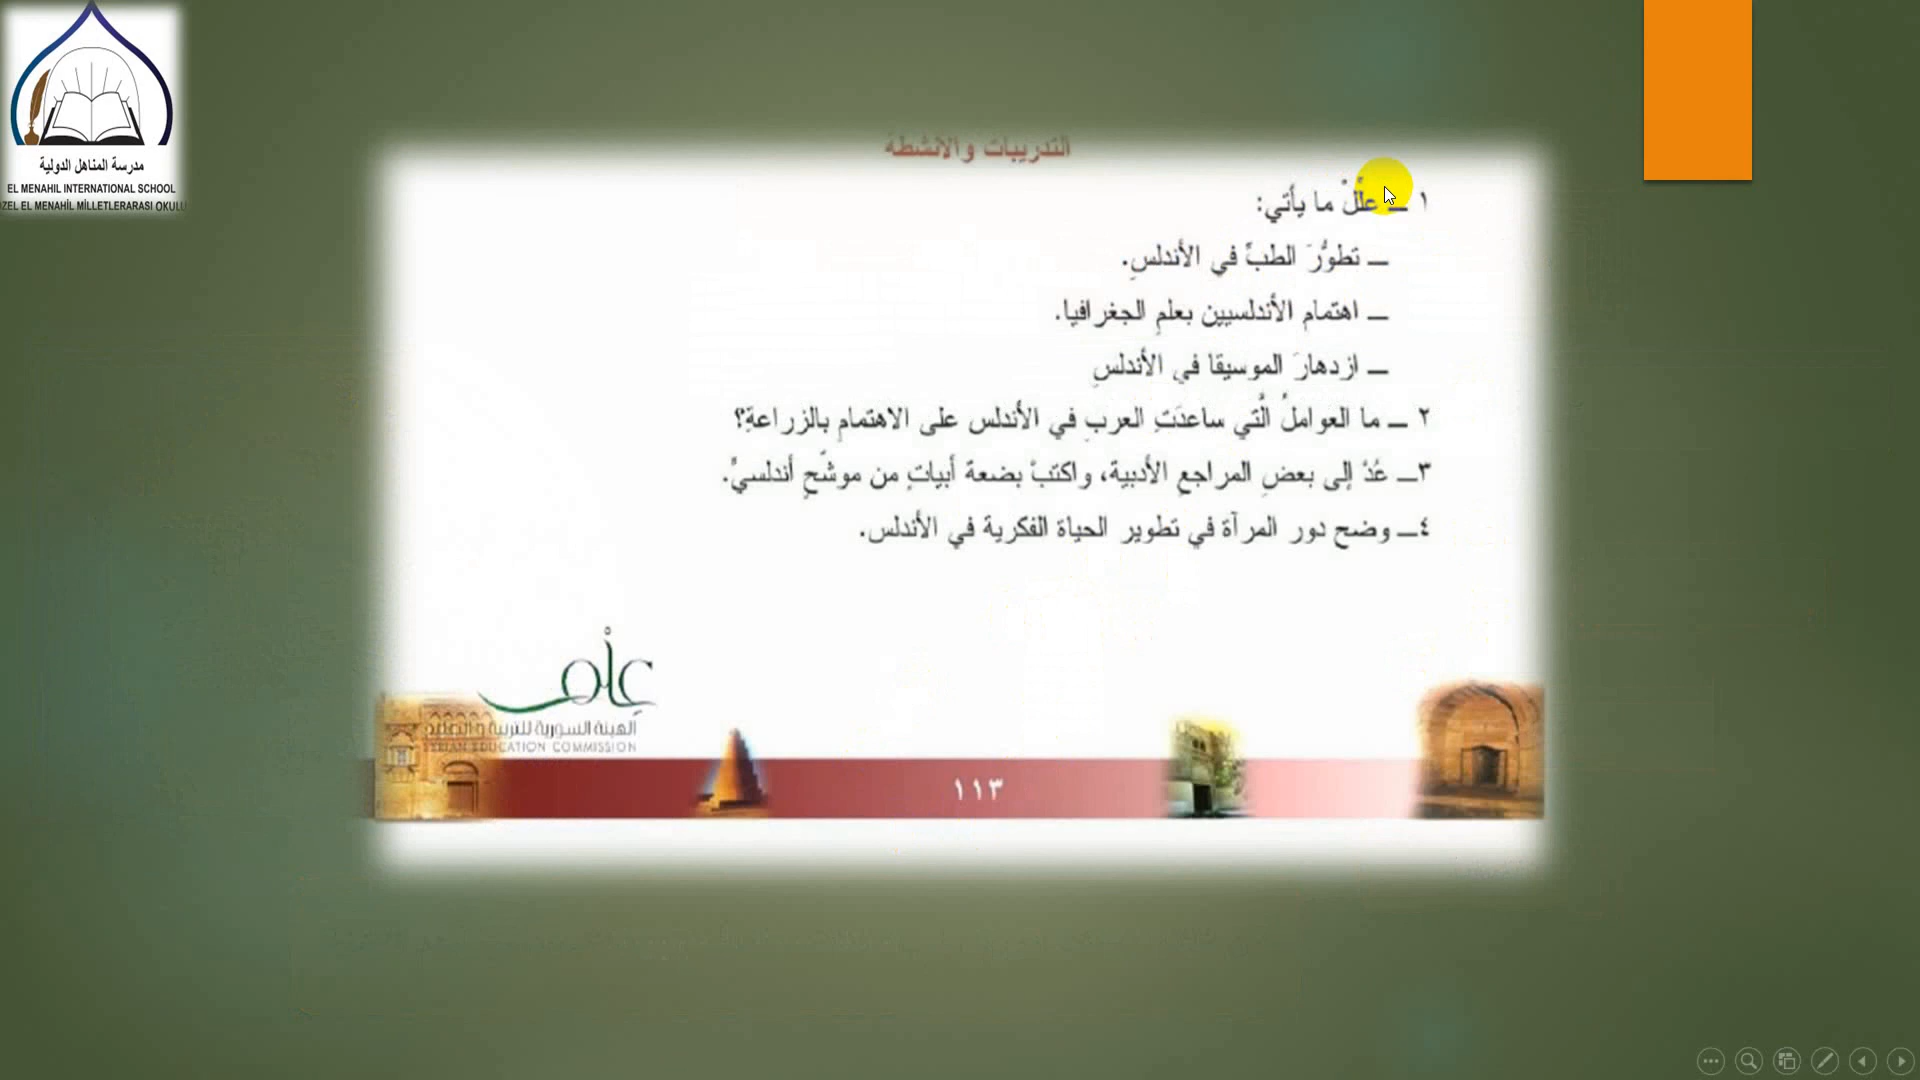 مدرسة المناهل الدولية
EL MENAHIL INTERNATIONAL SCHOOL
ÖZEL EL MENAHİL MİLLETLERARASI OKULU
التدريبات والأنشطة
١ ــ علِّلْ ما يأتي:
ــ تطوُّرَ الطبِّ في الأندلسِ.
ــ اهتمامِ الأندلسيين بعلمِ الجغرافيا.
ــ ازدهارَ الموسيقا في الأندلسِ
٢ ــ ما العواملُ الَّتي ساعدَتِ العربِ في الأندلس على الاهتمامِ بالزراعةِ؟
٣ــ عُدْ إلى بعضِ المراجعِ الأدبية، واكتبْ بضعة أبياتٍ من موشّحٍ أندلسيٍّ.
٤ــ وضح دور المرآة في تطوير الحياة الفكرية في الأندلس.
علم
الهيئة السورية للتربية والتعليم
SYRIAN EDUCATION COMMISSION
١١٣